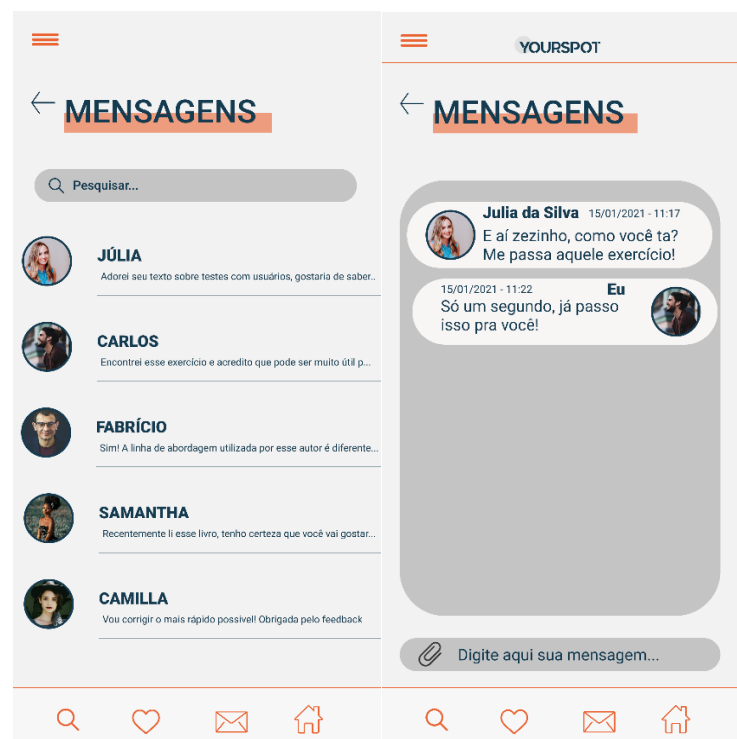 MENSAGENS
Pesquisar...
JÚLIA
Adorei seu texto sobre testes com usuários, gostaria de saber..
CARLOS
Encontrei esse exercício e acredito que pode ser muito útil p...
FABRÍCIO
Sim! A linha de abordagem utilizada por esse autor é diferente...
SAMANTHA
Recentemente li esse livro, tenho certeza que você vai gostar...
CAMILLA
Vou corrigir o mais rápido possivel! Obrigada pelo feedback
YOURSPOT
MENSAGENS
Julia da Silva 15/01/2021 - 11:17
E aí zezinho, como você ta?
Me passa aquele exercício!
15/01/2021 - 11:22 Eu
Só um segundo, já passo
isso pra você!
Digite aqui sua mensagem...